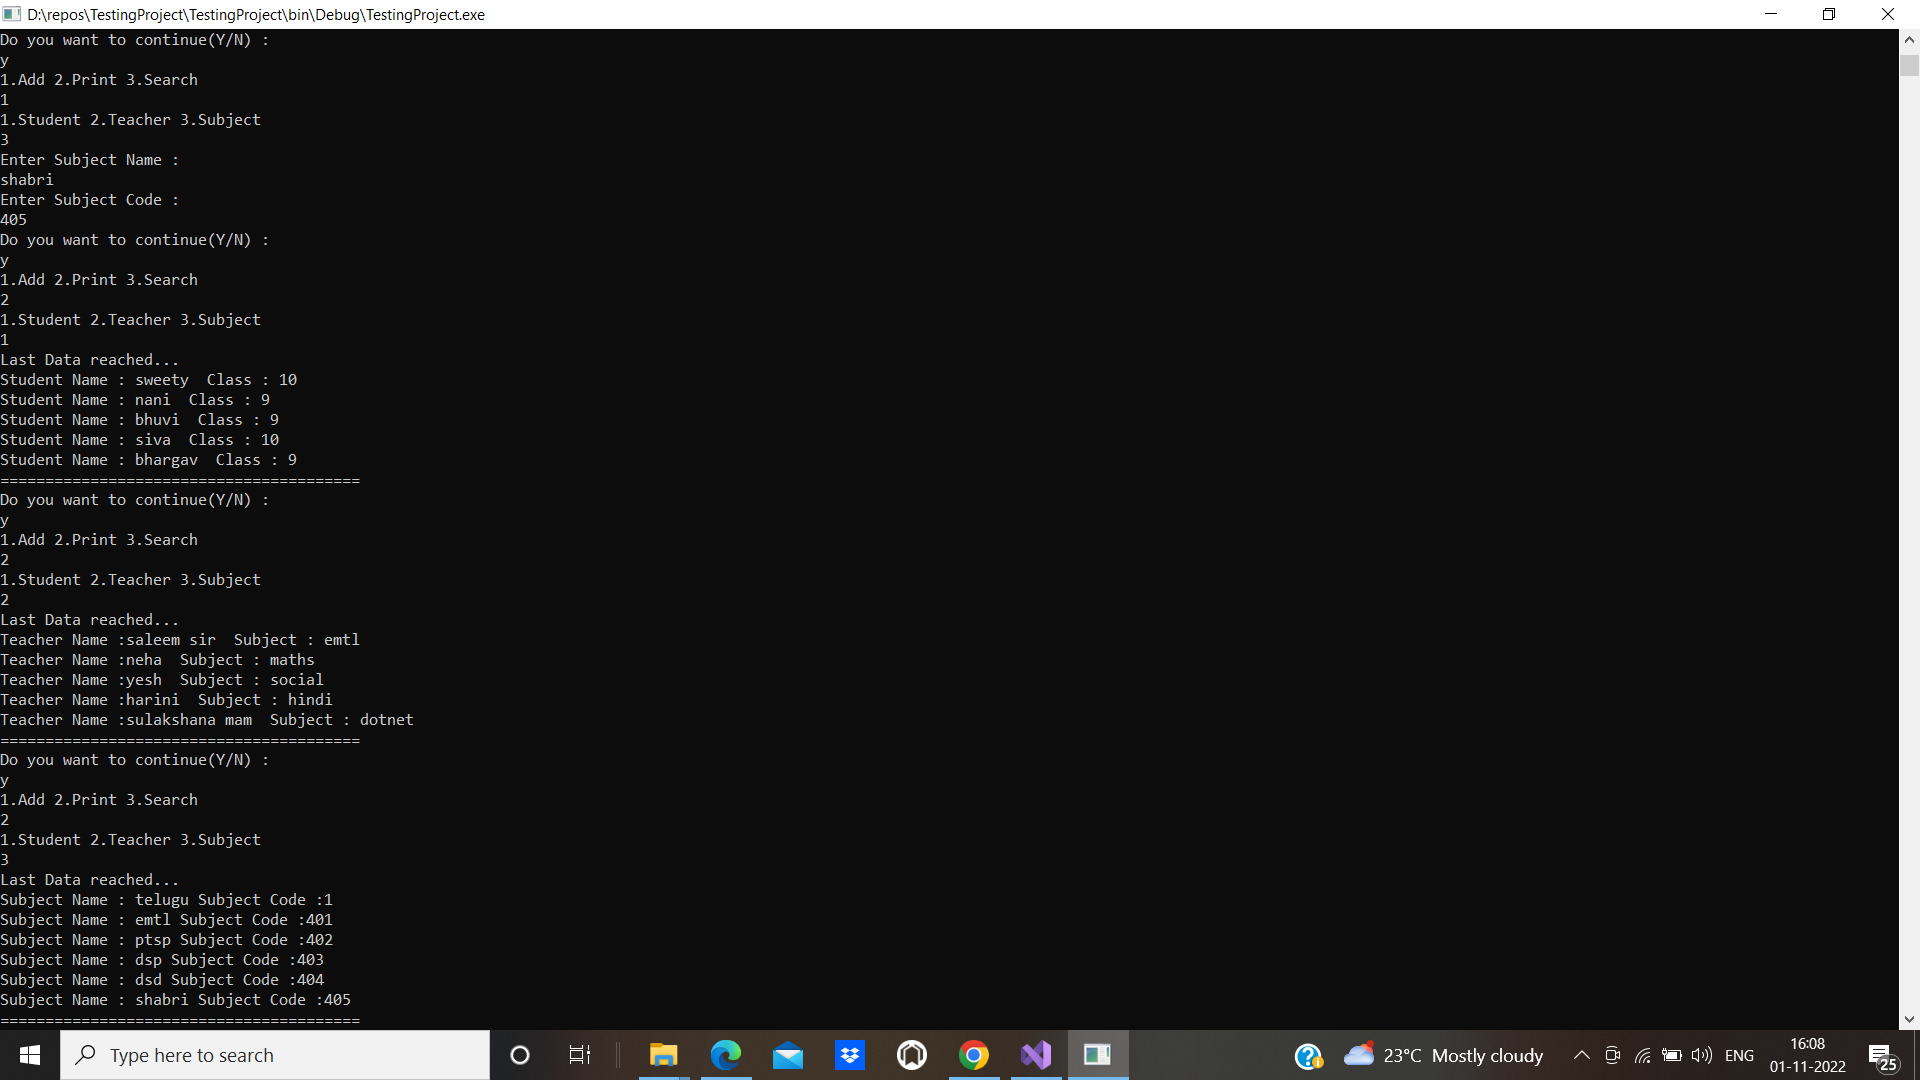 D:\repos\TestingProject\TestingProject\bin\Debug\TestingProject.exe
Do you want to continue(Y/N) :
y
1.Add 2.Print 3.Search
1
1.Student 2.Teacher 3.Subject
3
Enter Subject Name :
shabri
Enter Subject Code :
405
Do you want to continue(Y/N) :
y
1.Add 2.Print 3.Search
2
1.Student 2.Teacher 3.Subject
1
Last Data reached...
Student Name : sweety  Class : 10
Student Name : nani  Class : 9
Student Name : bhuvi  Class : 9
Student Name : siva  Class : 10
Student Name : bhargav  Class : 9
========================================
Do you want to continue(Y/N) :
y
1.Add 2.Print 3.Search
2
1.Student 2.Teacher 3.Subject
2
Last Data reached...
Teacher Name :saleem sir  Subject : emtl
Teacher Name :neha  Subject : maths
Teacher Name :yesh  Subject : social
Teacher Name :harini  Subject : hindi
Teacher Name :sulakshana mam  Subject : dotnet
========================================
Do you want to continue(Y/N) :
y
1.Add 2.Print 3.Search
2
1.Student 2.Teacher 3.Subject
3
Last Data reached...
Subject Name : telugu Subject Code :1
Subject Name : emtl Subject Code :401
Subject Name : ptsp Subject Code :402
Subject Name : dsp Subject Code :403
Subject Name : dsd Subject Code :404
Subject Name : shabri Subject Code :405
========================================
Type here to search
23°C Mostly cloudy
ENG
16:08
01-11-2022
25